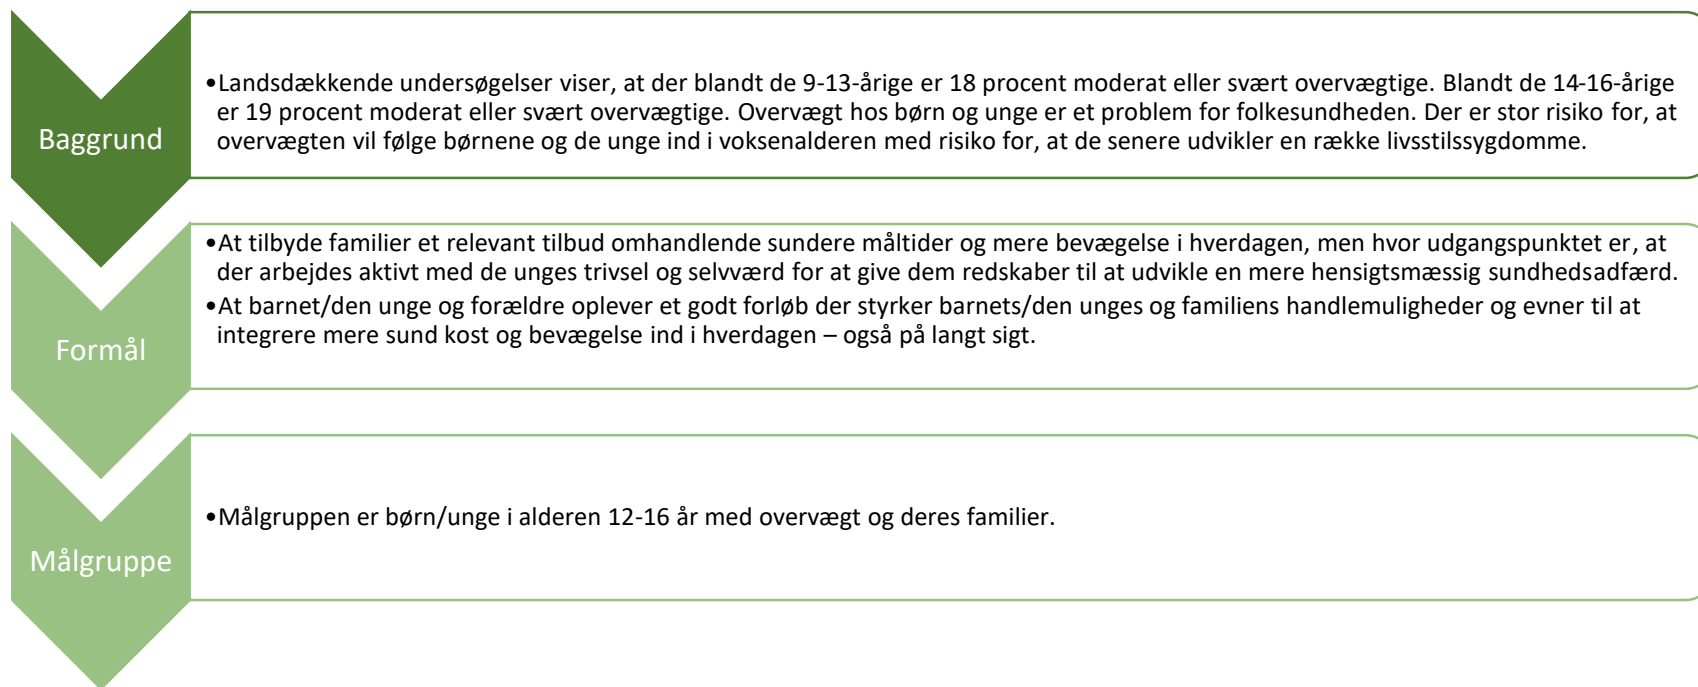 Baggrund
•Landsdækkende undersøgelser viser, at der blandt de 9-13-årige er 18 procent moderat eller svært overvægtige. Blandt de 14-16-årige
er 19 procent moderat eller svært overvægtige. Overvægt hos børn og unge er et problem for folkesundheden. Der er stor risiko for, at
overvægten vil følge børnene og de unge ind i voksenalderen med risiko for, at de senere udvikler en række livsstilssygdomme.
Formål
•At tilbyde familier et relevant tilbud omhandlende sundere måltider og mere bevægelse i hverdagen, men hvor udgangspunktet er, at
der arbejdes aktivt med de unges trivsel og selvværd for at give dem redskaber til at udvikle en mere hensigtsmæssig sundhedsadfærd.
•At barnet/den unge og forældre oplever et godt forløb der styrker barnets/den unges og familiens handlemuligheder og evner til at
integrere mere sund kost og bevægelse ind i hverdagen – også på langt sigt.
Målgruppe
•Målgruppen er børn/unge i alderen 12-16 år med overvægt og deres familier.